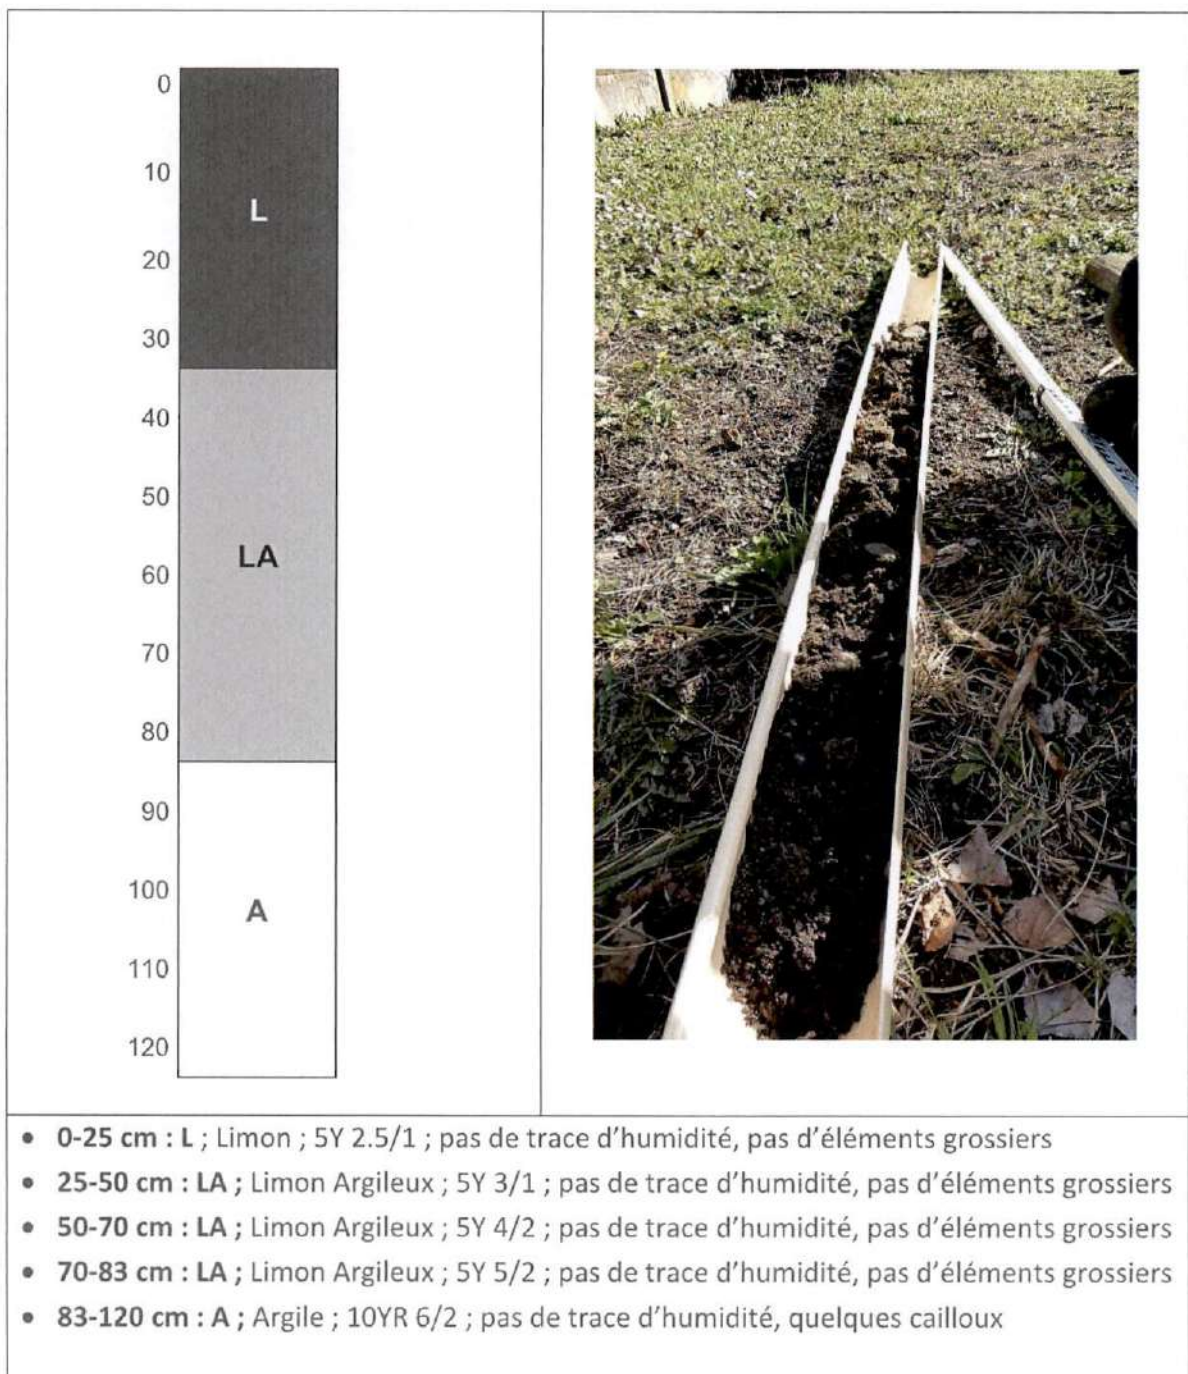 0
10
L
20
30
40
50
LA
60
70
80
90
100
A
110
120
• 0-25 cm : L ; Limon ; 5Y 2.5/1 ; pas de trace d'humidité, pas d'éléments grossiers
• 25-50 cm : LA ; Limon Argileux ; 5Y 3/1 ; pas de trace d'humidité, pas d'éléments grossiers
• 50-70 cm : LA ; Limon Argileux ; 5Y 4/2 ; pas de trace d'humidité, pas d'éléments grossiers
• 70-83 cm : LA ; Limon Argileux ; 5Y 5/2 ; pas de trace d'humidité, pas d'éléments grossiers
• 83-120 cm : A ; Argile ; 10YR 6/2 ; pas de trace d'humidité, quelques cailloux